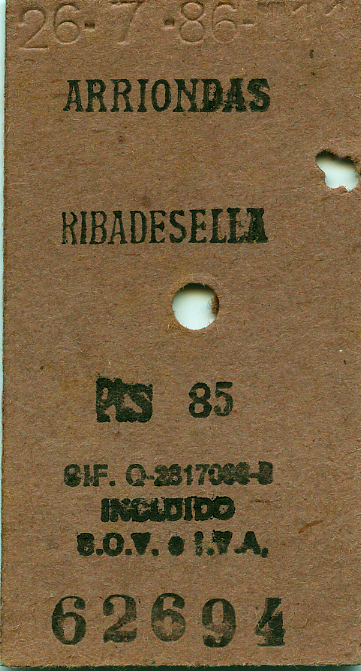 26- 7 -86-
ARRIONDAS
RIBADESELLA
PTS 85
INCLUIDO
S.O.V. e I.V.A.
62694